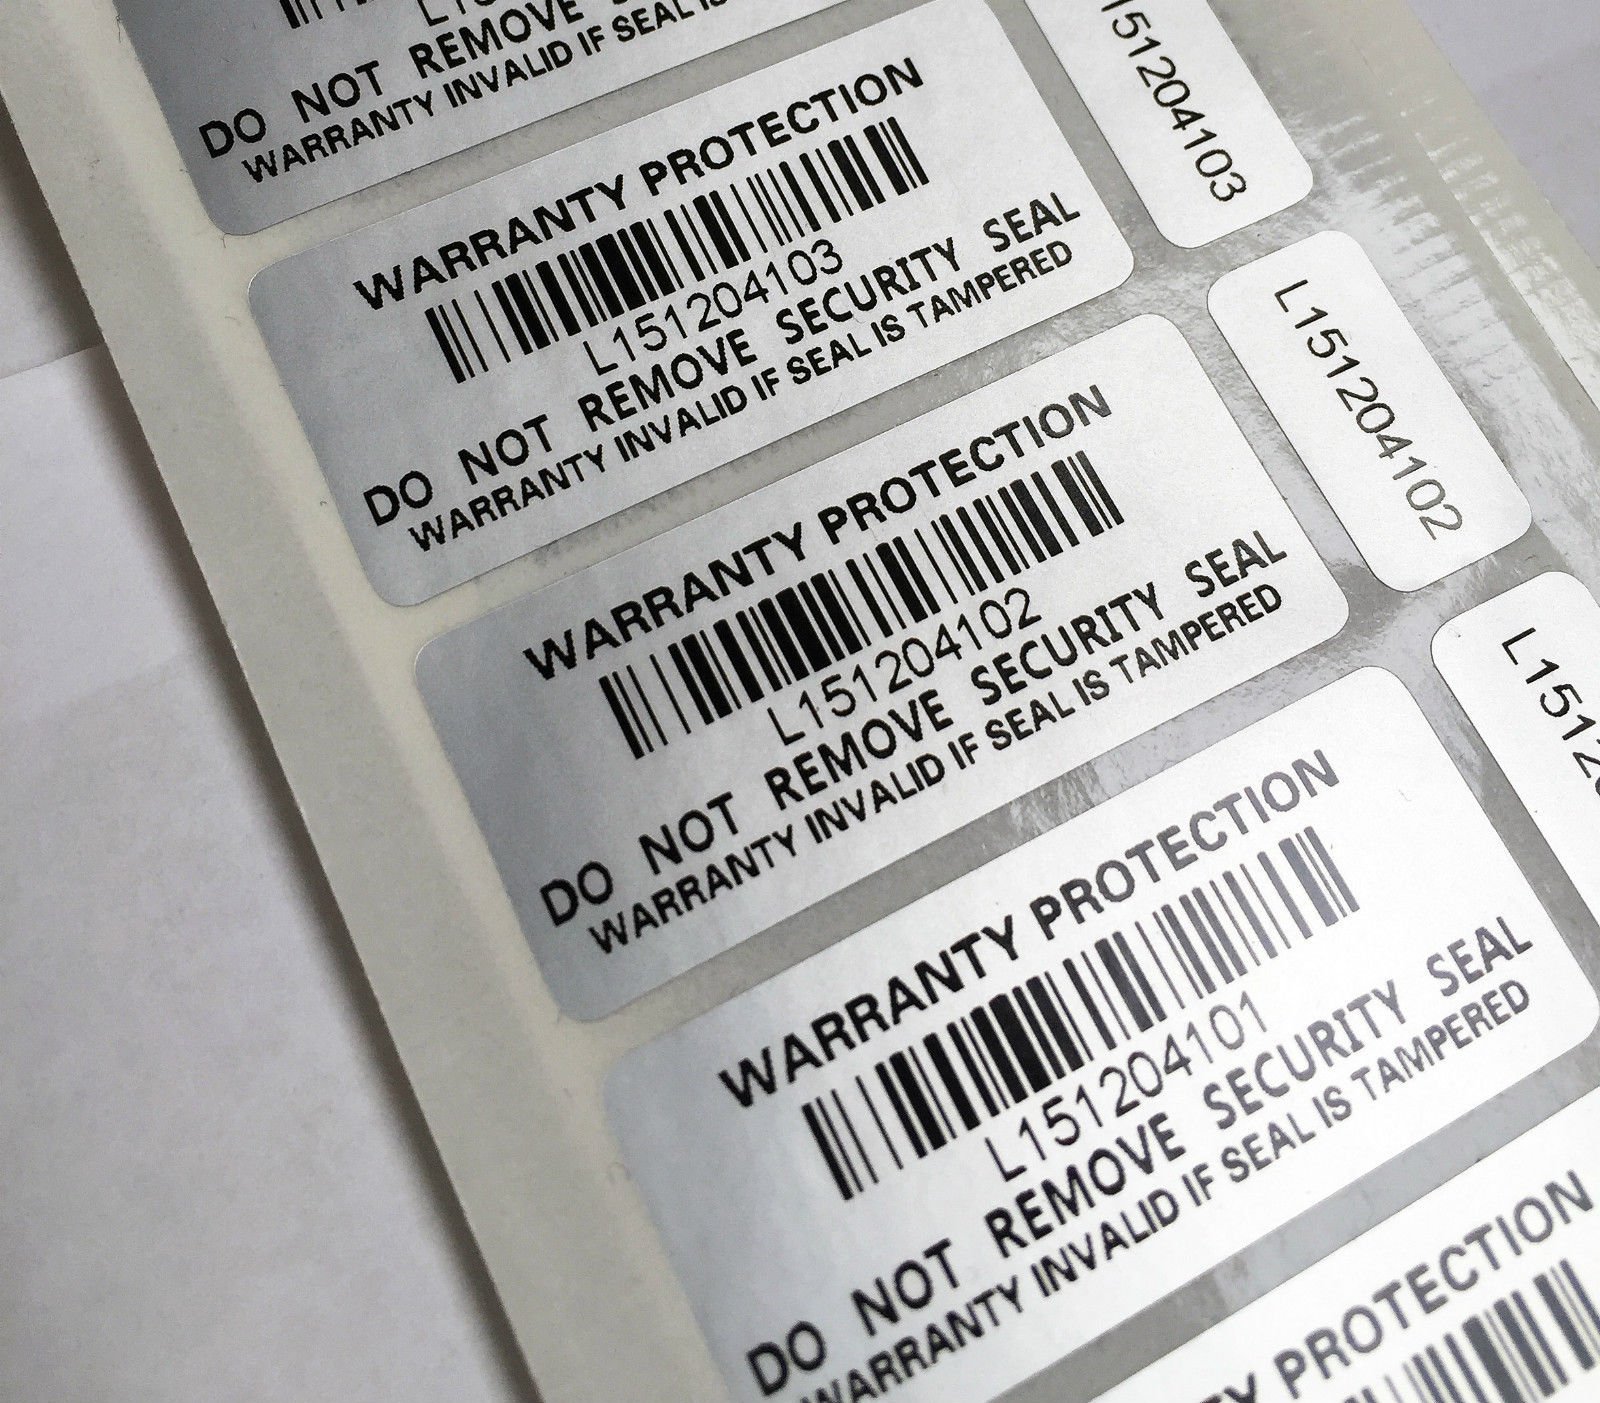 DO NOT REMOVE
WARRANTY INVALID IF SEAL IS
WARRANTY PROTECTION
L151204103
DO NOT REMOVE SECURITY SEAL
WARRANTY INVALID IF SEAL IS TAMPERED
L151204103
WARRANTY PROTECTION
L151204102
DO NOT REMOVE SECURITY SEAL
WARRANTY INVALID IF SEAL IS TAMPERED
L151204102
WARRANTY PROTECTION
L151204101
DO NOT REMOVE SECURITY SEAL
WARRANTY INVALID IF SEAL IS TAMPERED
L1512
PROTECTION